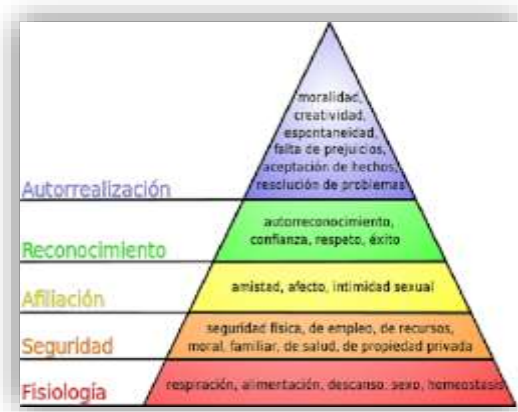 moralidad,
creatividad,
espontaneidad,
falta de prejuicios,
aceptación de hechos,
resolución de problemas
Autorrealización
autorreconocimiento,
confianza, respeto, éxito
Reconocimiento
amistad, afecto, intimidad sexual
Afiliación
seguridad física, de empleo, de recursos,
moral, familiar, de salud, de propiedad privada
Seguridad
respiración, alimentación, descanso, sexo, homeostasis
Fisiología